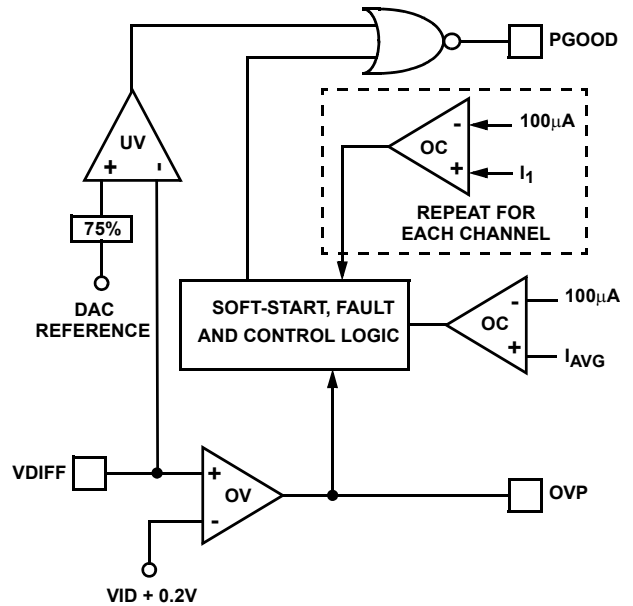 PGOOD
UV
+ -
75%
DAC
REFERENCE
- 100µA
OC
+ I1
REPEAT FOR
EACH CHANNEL
SOFT-START, FAULT
AND CONTROL LOGIC
- 100µA
OC
+ IAVG
VDIFF
+
OV
-
OVP
VID + 0.2V